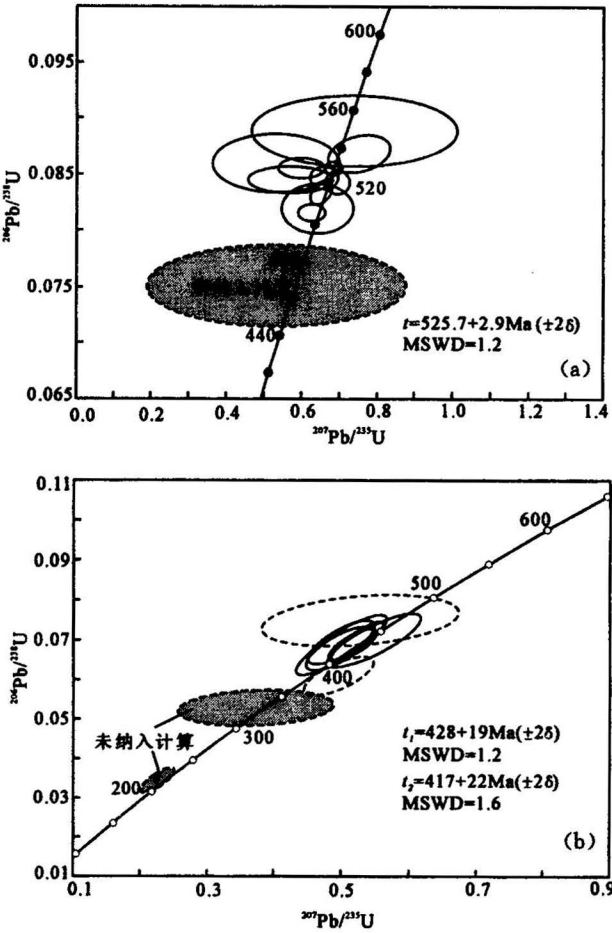 0.095
0.085
0.075
0.065
²⁰⁶Pb/²³⁸U
600
560
520
440
t=525.7+2.9Ma(±2δ)
MSWD=1.2
(a)
0.0 0.2 0.4 0.6 0.8 1.0 1.2 1.4
²⁰⁷Pb/²³⁵U
0.11
0.09
0.07
0.05
0.03
0.01
²⁰⁶Pb/²³⁸U
600
500
400
300
未纳入计算
200
t₁=428+19Ma(±2δ)
MSWD=1.2
t₂=417+22Ma(±2δ)
MSWD=1.6
(b)
0.1 0.3 0.5 0.7 0.9
²⁰⁷Pb/²³⁵U